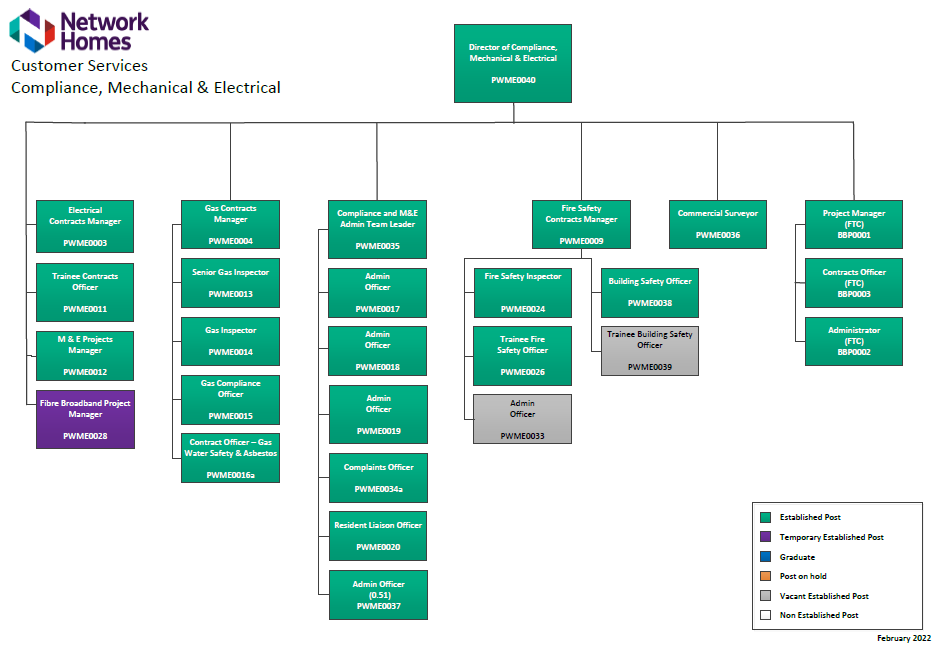 Network
Homes
Customer Services
Compliance, Mechanical & Electrical
Director of Compliance,
Mechanical & Electrical
PWME0040
Electrical
Contracts Manager
PWME0003
Trainee Contracts
Officer
PWME0011
M & E Projects
Manager
PWME0012
Fibre Broadband Project
Manager
PWME0028
Gas Contracts
Manager
PWME0004
Senior Gas Inspector
PWME0013
Gas Inspector
PWME0014
Gas Compliance
Officer
PWME0015
Contract Officer – Gas
Water Safety & Asbestos
PWME0016a
Compliance and M&E
Admin Team Leader
PWME0035
Admin
Officer
PWME0017
Admin
Officer
PWME0018
Admin
Officer
PWME0019
Complaints Officer
PWME0034a
Resident Liaison Officer
PWME0020
Admin Officer
(0.51)
PWME0037
Fire Safety
Contracts Manager
PWME0009
Fire Safety Inspector
PWME0024
Trainee Fire
Safety Officer
PWME0026
Admin
Officer
PWME0033
Building Safety Officer
PWME0038
Trainee Building Safety
Officer
PWME0039
Commercial Surveyor
PWME0036
Project Manager
(FTC)
BBP0001
Contracts Officer
(FTC)
BBP0003
Administrator
(FTC)
BBP0002
Established Post
Temporary Established Post
Graduate
Post on hold
Vacant Established Post
Non Established Post
February 2022